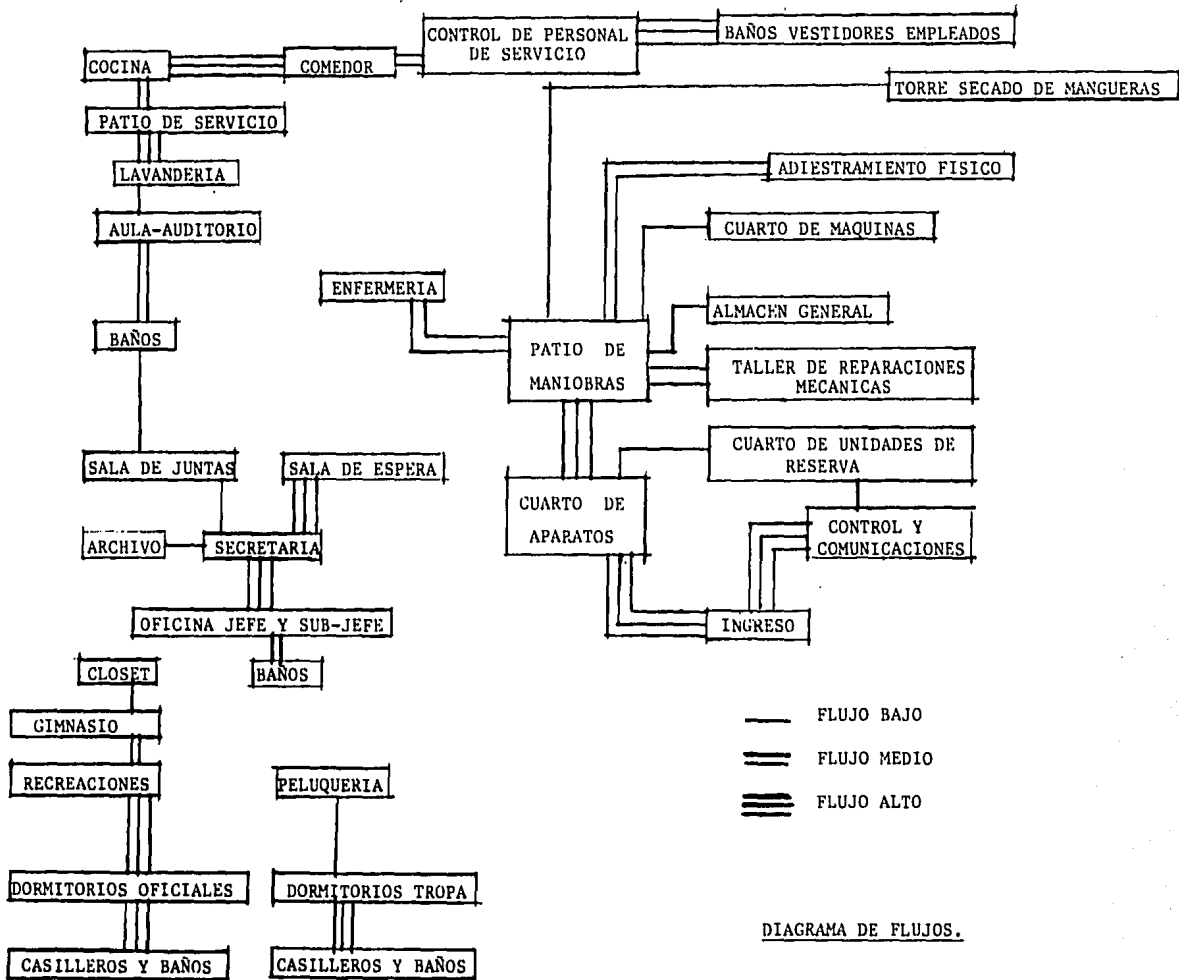 CONTROL DE PERSONAL
DE SERVICIO
BAÑOS VESTIDORES EMPLEADOS
COCINA
COMEDOR
TORRE SECADO DE MANGUERAS
PATIO DE SERVICIO
LAVANDERIA
ADIESTRAMIENTO FISICO
AULA-AUDITORIO
CUARTO DE MAQUINAS
ENFERMERIA
ALMACEN GENERAL
BAÑOS
PATIO DE
MANIOBRAS
TALLER DE REPARACIONES
MECANICAS
SALA DE JUNTAS
SALA DE ESPERA
CUARTO DE UNIDADES DE
RESERVA
CUARTO DE
APARATOS
CONTROL Y
COMUNICACIONES
ARCHIVO
SECRETARIA
OFICINA JEFE Y SUB-JEFE
INGRESO
CLOSET
BAÑOS
GIMNASIO
FLUJO BAJO
FLUJO MEDIO
FLUJO ALTO
RECREACIONES
PELUQUERIA
DORMITORIOS OFICIALES
DORMITORIOS TROPA
CASILLEROS Y BAÑOS
CASILLEROS Y BAÑOS
DIAGRAMA DE FLUJOS.